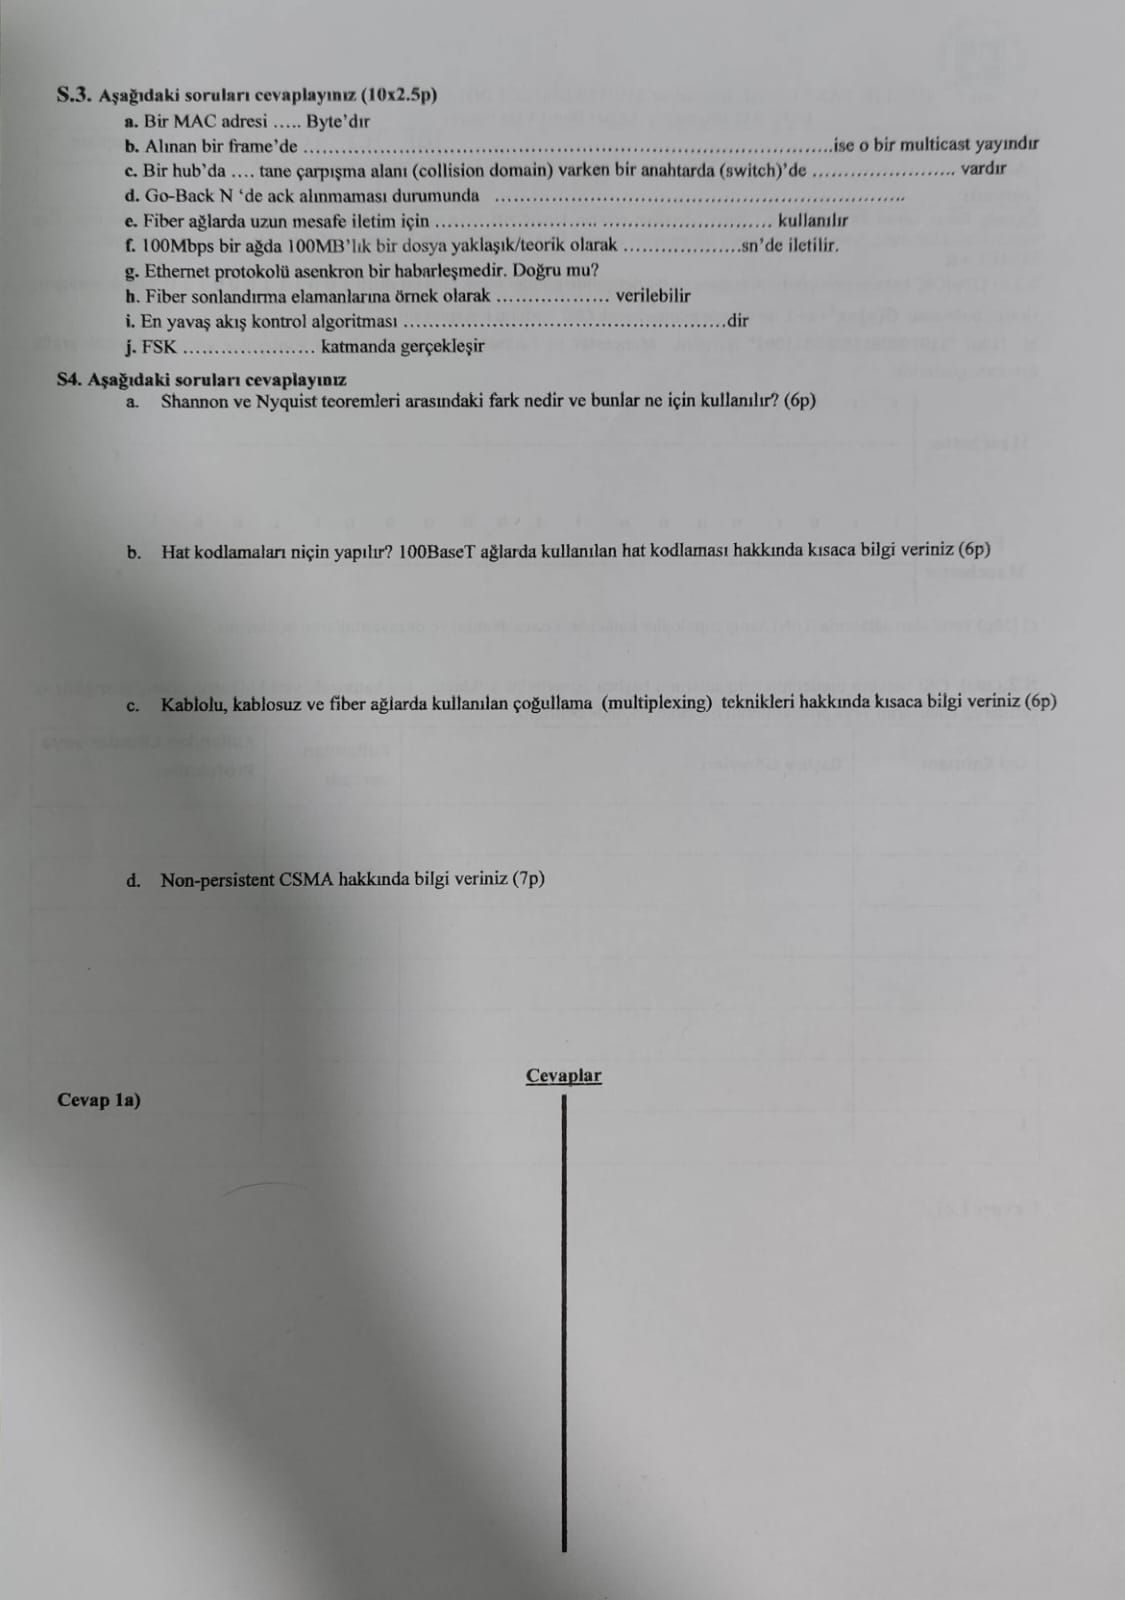 S.3. Aşağıdaki soruları cevaplayınız (10x2.5p)
a. Bir MAC adresi ..... Byte'dır
b. Alınan bir frame'de ....................................................................................ise o bir multicast yayındır
c. Bir hub'da .... tane çarpışma alanı (collision domain) varken bir anahtarda (switch)'de ....................... vardır
d. Go-Back N 'de ack alınmaması durumunda .................................................................
e. Fiber ağlarda uzun mesafe iletim için .......................... ........................... kullanılır
f. 100Mbps bir ağda 100MB'lık bir dosya yaklaşık/teorik olarak ...................sn'de iletilir.
g. Ethernet protokolü asenkron bir habarleşmedir. Doğru mu?
h. Fiber sonlandırma elamanlarına örnek olarak .................. verilebilir
i. En yavaş akış kontrol algoritması ....................................................dir
j. FSK ..................... katmanda gerçekleşir
S4. Aşağıdaki soruları cevaplayınız
a. Shannon ve Nyquist teoremleri arasındaki fark nedir ve bunlar ne için kullanılır? (6p)
b. Hat kodlamaları niçin yapılır? 100BaseT ağlarda kullanılan hat kodlaması hakkında kısaca bilgi veriniz (6p)
c. Kablolu, kablosuz ve fiber ağlarda kullanılan çoğullama (multiplexing) teknikleri hakkında kısaca bilgi veriniz (6p)
d. Non-persistent CSMA hakkında bilgi veriniz (7p)
Cevaplar
Cevap 1a)